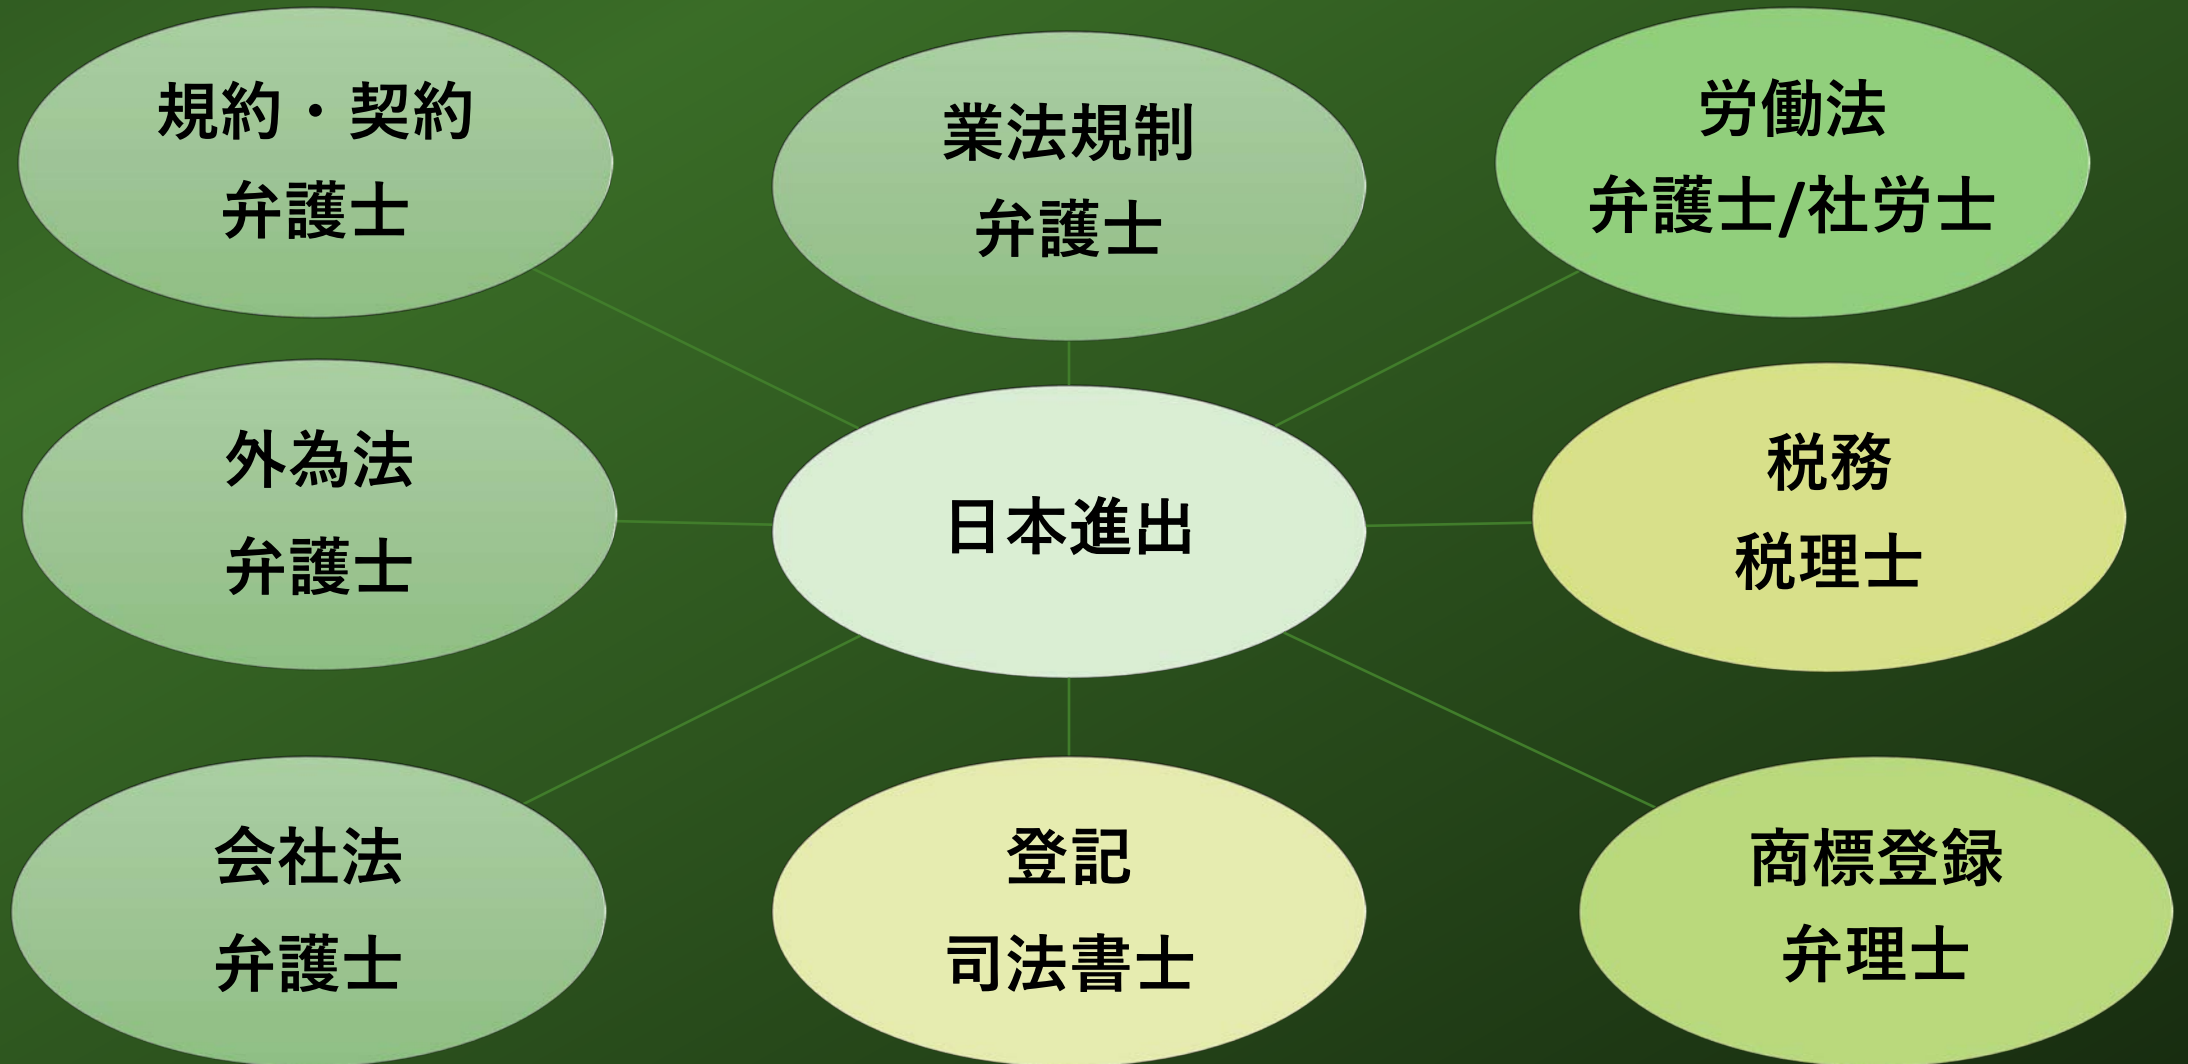 規約・契約
弁護士
業法規制
弁護士
労働法
弁護士/社労士
外為法
弁護士
日本進出
税務
税理士
会社法
弁護士
登記
司法書士
商標登録
弁理士